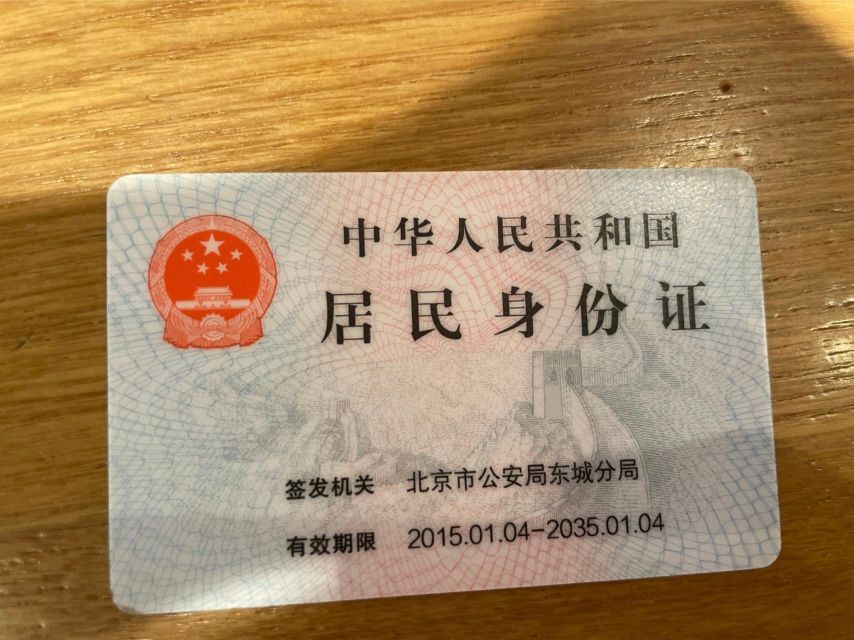 中华人民共和国
居民身份证
签发机关 北京市公安局东城分局
有效期限 2015.01.04-2035.01.04